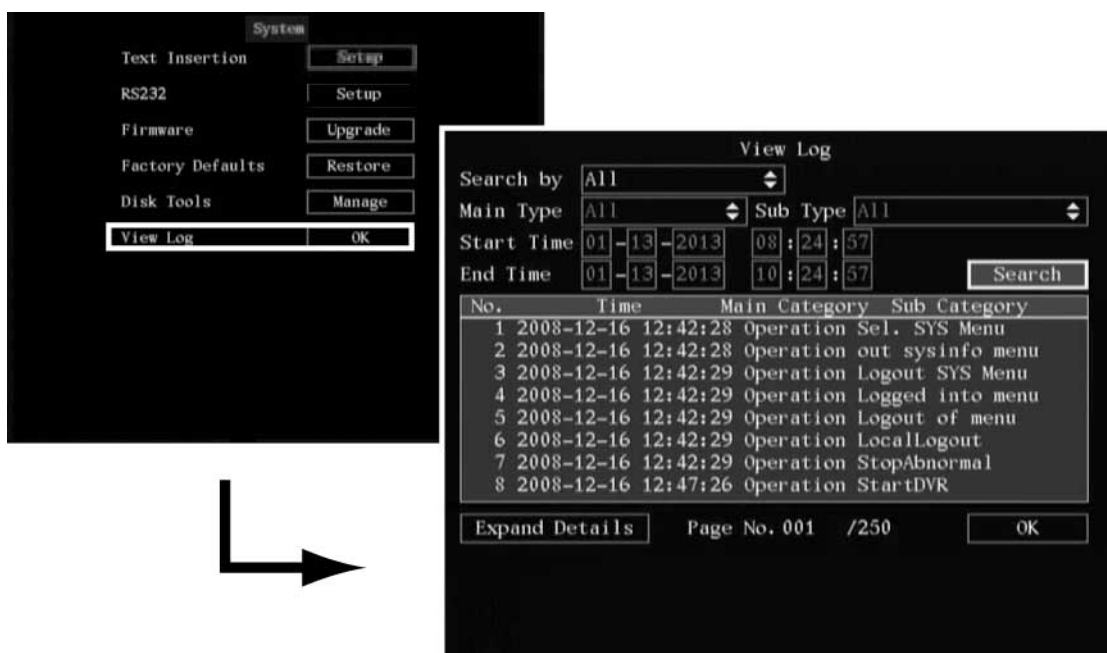 System
Text Insertion Setup
RS232 Setup
Firmware Upgrade
Factory Defaults Restore
Disk Tools Manage
View Log OK
View Log
Search by All
Main Type All Sub Type All
Start Time 01 - 13 - 2013 08 : 24 : 57
End Time 01 - 13 - 2013 10 : 24 : 57 Search
No. Time Main Category Sub Category
1 2008-12-16 12:42:28 Operation Sel. SYS Menu
2 2008-12-16 12:42:28 Operation out sysinfo menu
3 2008-12-16 12:42:29 Operation Logout SYS Menu
4 2008-12-16 12:42:29 Operation Logged into menu
5 2008-12-16 12:42:29 Operation Logout of menu
6 2008-12-16 12:42:29 Operation LocalLogout
7 2008-12-16 12:42:29 Operation StopAbnormal
8 2008-12-16 12:47:26 Operation StartDVR
Expand Details Page No. 001 /250 OK